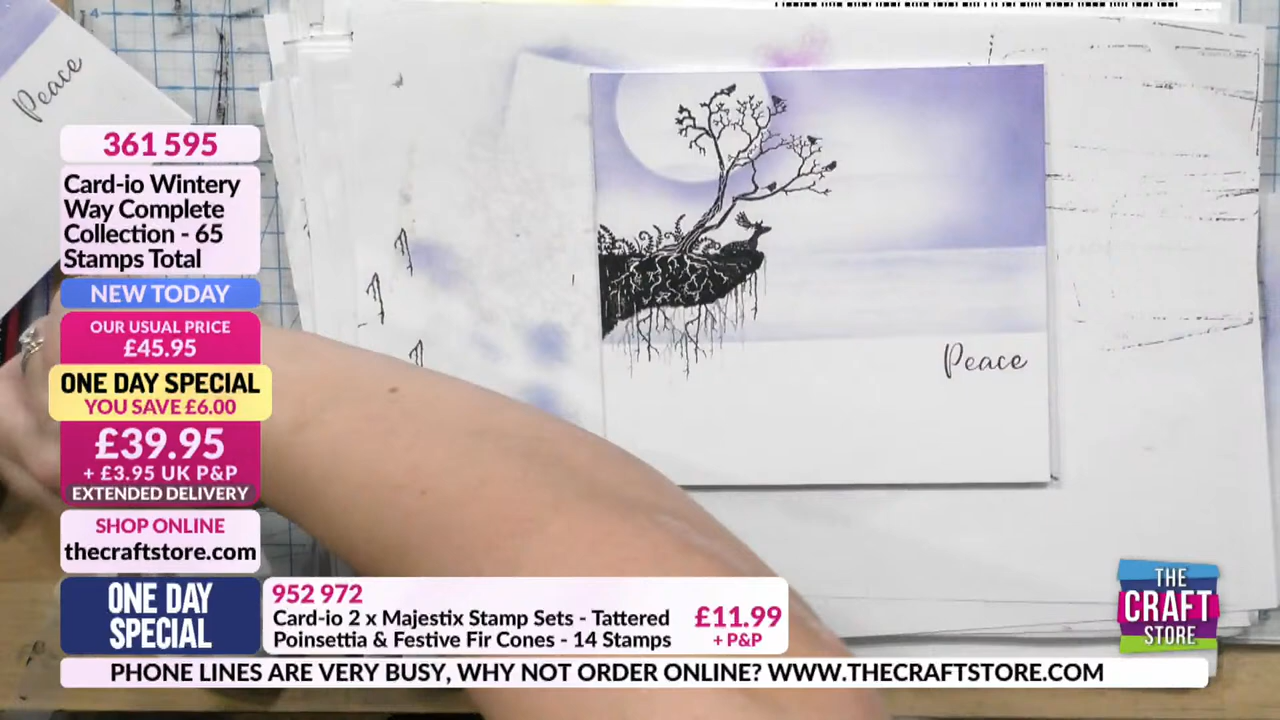 Peace
361 595
Card-io Wintery
Way Complete
Collection - 65
Stamps Total
NEW TODAY
OUR USUAL PRICE
£45.95
ONE DAY SPECIAL
YOU SAVE £6.00
£39.95
+ £3.95 UK P&P
EXTENDED DELIVERY
SHOP ONLINE
thecraftstore.com
Peace
ONE DAY
SPECIAL
952 972
Card-io 2 x Majestix Stamp Sets - Tattered
Poinsettia & Festive Fir Cones - 14 Stamps
£11.99
+ P&P
THE
CRAFT
STORE
PHONE LINES ARE VERY BUSY, WHY NOT ORDER ONLINE? WWW.THECRAFTSTORE.COM